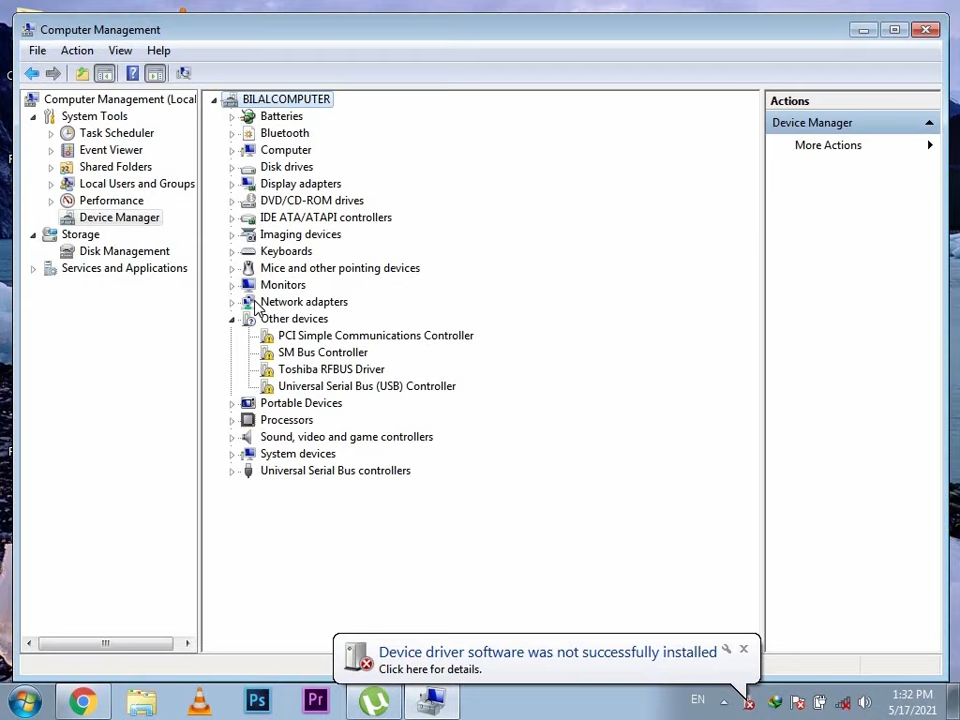 Computer Management
File Action View Help
Computer Management (Local
System Tools
Task Scheduler
Event Viewer
Shared Folders
Local Users and Groups
Performance
Device Manager
Storage
Disk Management
Services and Applications
BILALCOMPUTER
Batteries
Bluetooth
Computer
Disk drives
Display adapters
DVD/CD-ROM drives
IDE ATA/ATAPI controllers
Imaging devices
Keyboards
Mice and other pointing devices
Monitors
Network adapters
Other devices
PCI Simple Communications Controller
SM Bus Controller
Toshiba RFBUS Driver
Universal Serial Bus (USB) Controller
Portable Devices
Processors
Sound, video and game controllers
System devices
Universal Serial Bus controllers
Actions
Device Manager
More Actions
Device driver software was not successfully installed
Click here for details.
Ps
Pr
EN
1:32 PM
5/17/2021